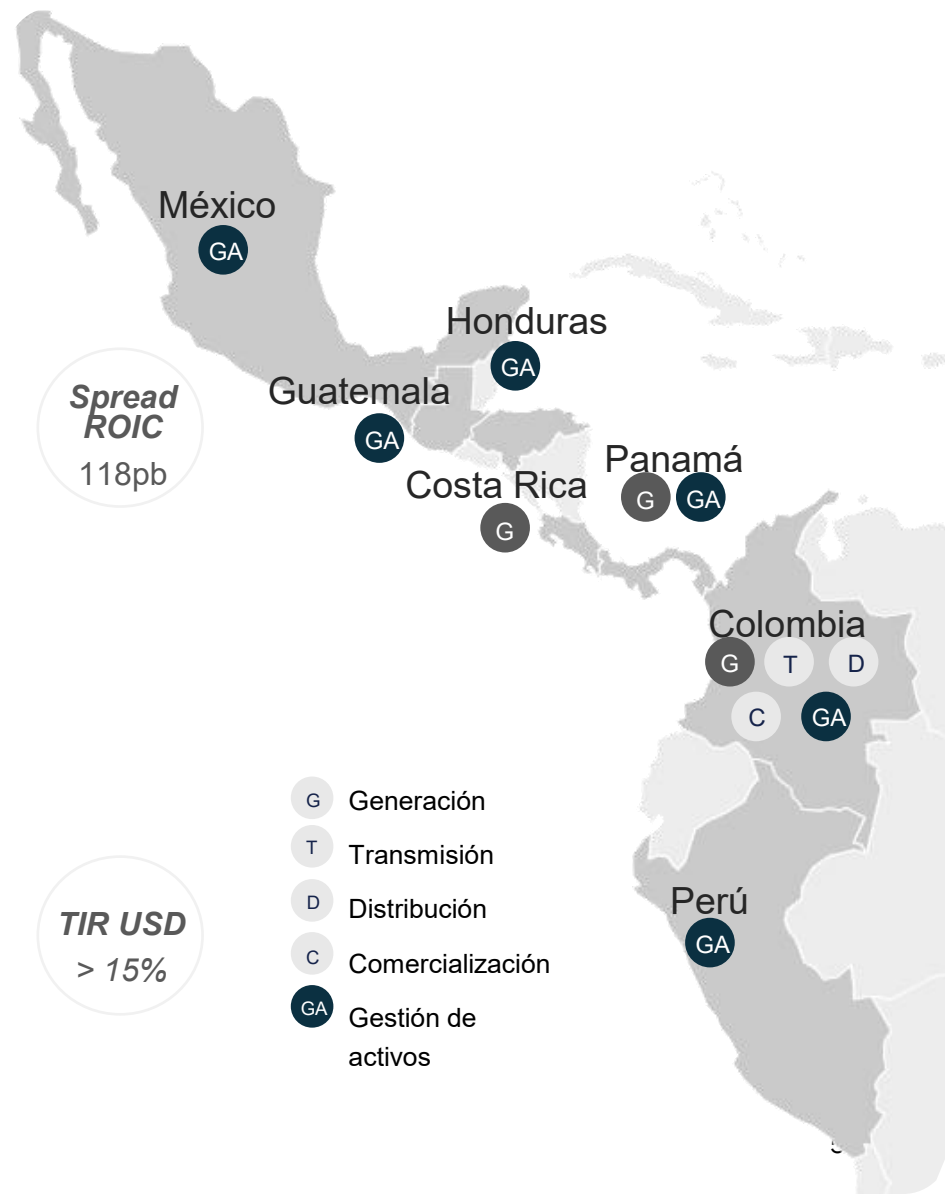 México
GA
Honduras
GA
Guatemala
GA
Spread
ROIC
118pb
Panamá
G GA
Costa Rica
G
Colombia
G T D
C GA
G Generación
T Transmisión
D Distribución
C Comercialización
GA Gestión de
activos
TIR USD
> 15%
Perú
GA